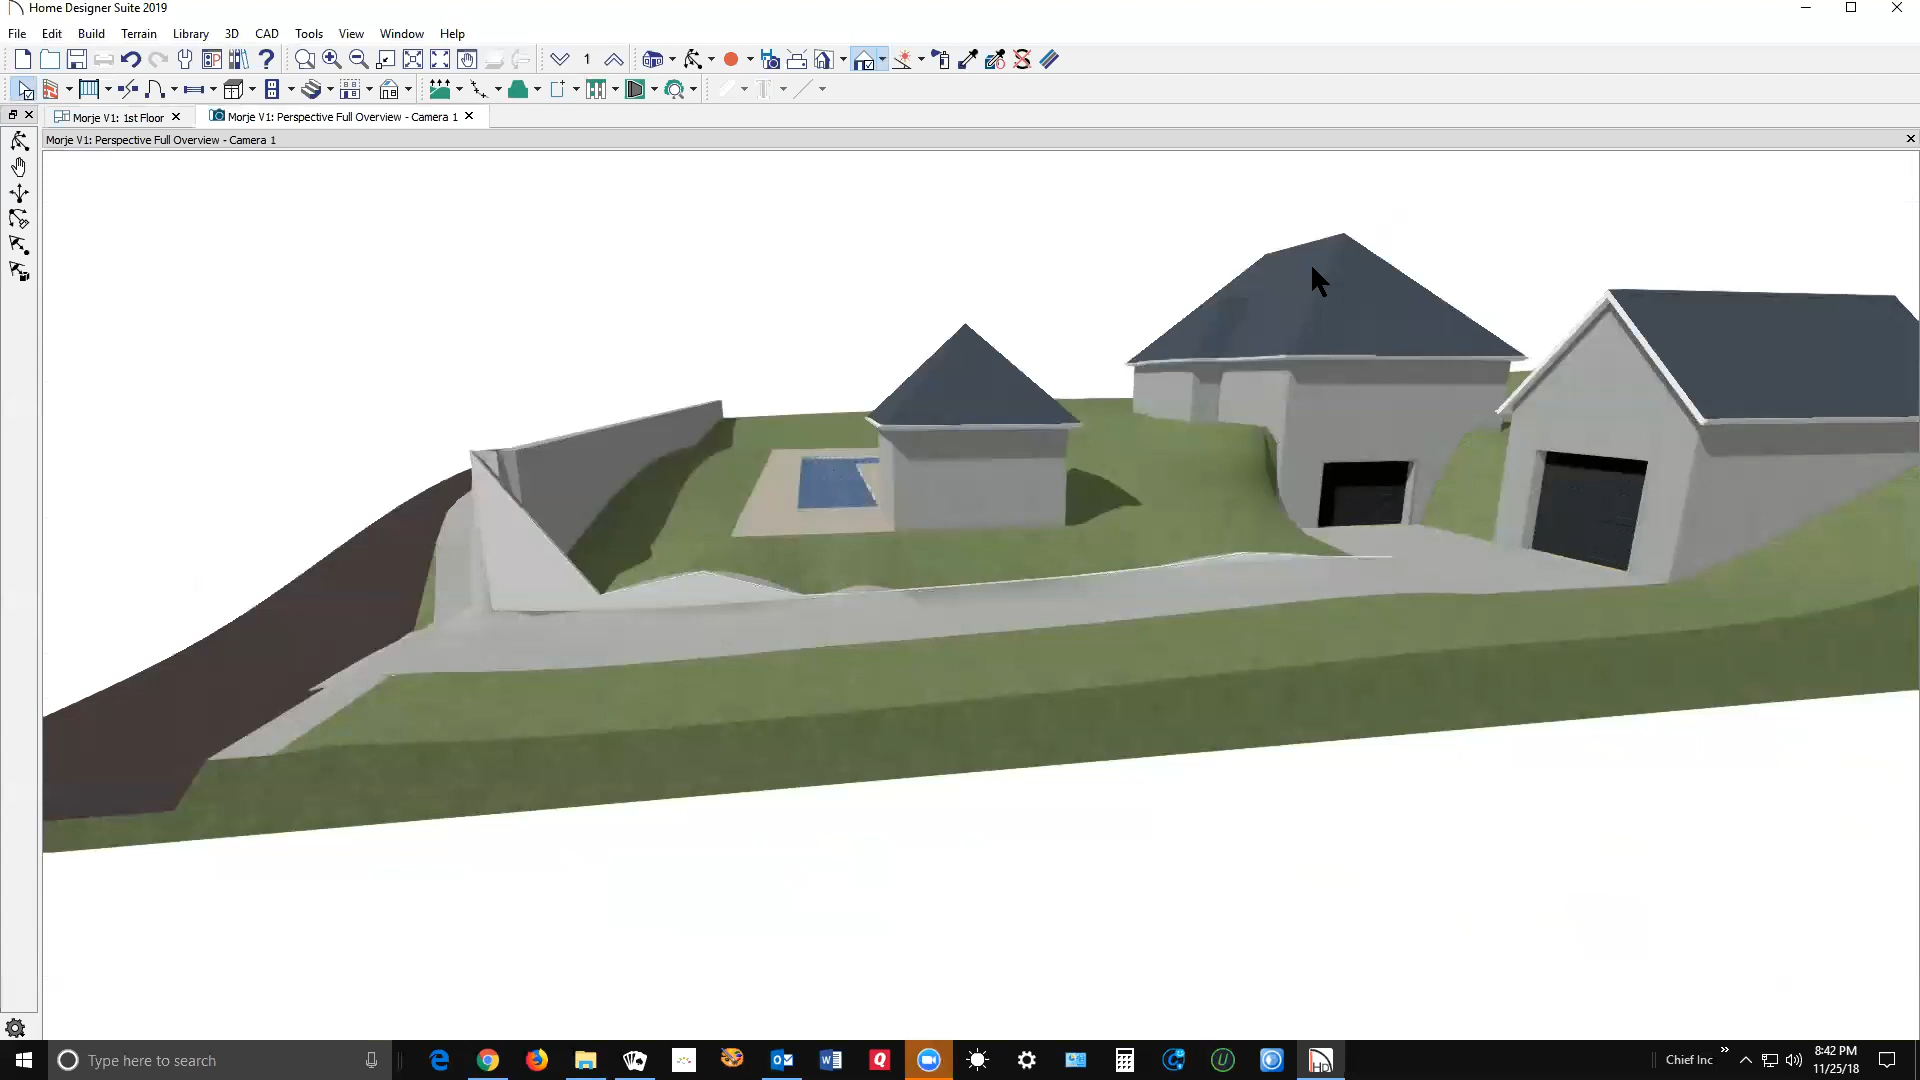 Home Designer Suite 2019
File Edit Build Terrain Library 3D CAD Tools View Window Help
1
Morje V1: 1st Floor
Morje V1: Perspective Full Overview - Camera 1
Morje V1: Perspective Full Overview - Camera 1
Type here to search
Chief Inc
8:42 PM
11/25/18